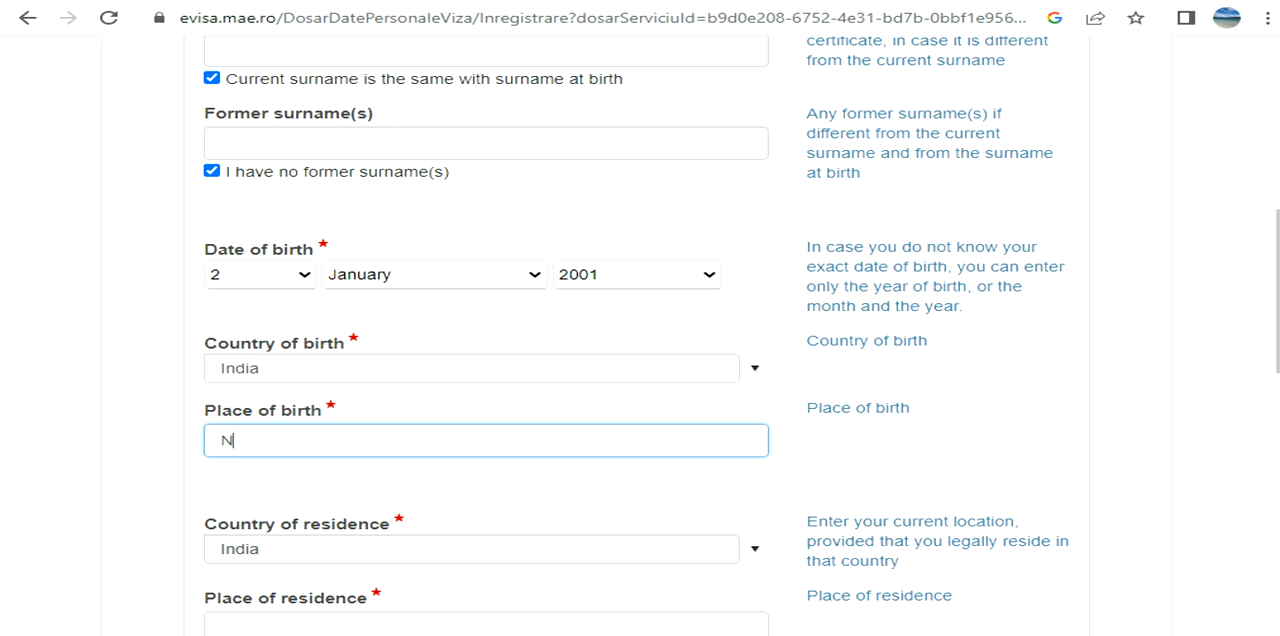 evisa.mae.ro/DosarDatePersonaleViza/Inregistrare?dosarServiciuId=b9d0e208-6752-4e31-bd7b-0bbf1e956...
certificate, in case it is different
from the current surname
Current surname is the same with surname at birth
Former surname(s)
Any former surname(s) if
different from the current
surname and from the surname
at birth
I have no former surname(s)
Date of birth *
2 January 2001
In case you do not know your
exact date of birth, you can enter
only the year of birth, or the
month and the year.
Country of birth *
Country of birth
India
Place of birth *
Place of birth
N
Country of residence *
India
Enter your current location,
provided that you legally reside in
that country
Place of residence *
Place of residence